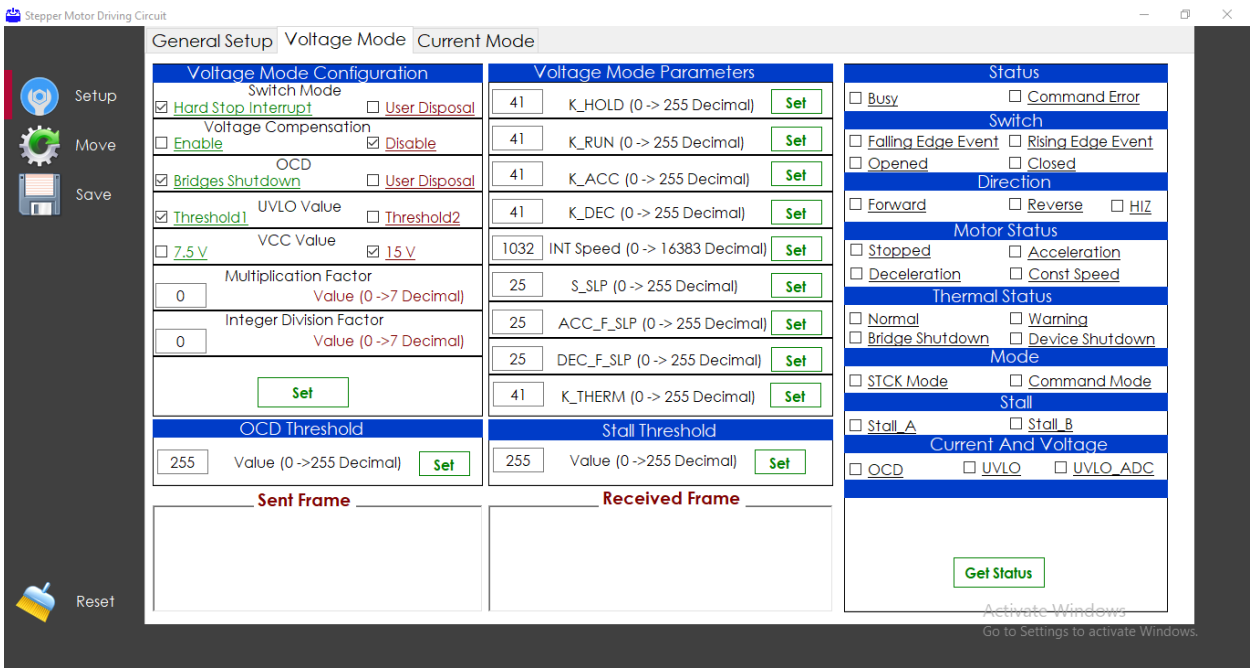 Stepper Motor Driving Circuit
General Setup Voltage Mode Current Mode
Setup
Move
Save
Reset
Voltage Mode Configuration
Switch Mode
Hard Stop Interrupt User Disposal
Voltage Compensation
Enable Disable
OCD
Bridges Shutdown User Disposal
UVLO Value
Threshold1 Threshold2
VCC Value
7.5 V 15 V
Multiplication Factor
0 Value (0 ->7 Decimal)
Integer Division Factor
0 Value (0 ->7 Decimal)
Set
OCD Threshold
255 Value (0 ->255 Decimal) Set
Voltage Mode Parameters
41 K_HOLD (0 -> 255 Decimal) Set
41 K_RUN (0 -> 255 Decimal) Set
41 K_ACC (0 -> 255 Decimal) Set
41 K_DEC (0 -> 255 Decimal) Set
1032 INT Speed (0 -> 16383 Decimal) Set
25 S_SLP (0 -> 255 Decimal) Set
25 ACC_F_SLP (0 -> 255 Decimal) Set
25 DEC_F_SLP (0 -> 255 Decimal) Set
41 K_THERM (0 -> 255 Decimal) Set
Stall Threshold
255 Value (0 ->255 Decimal) Set
Sent Frame
Received Frame
Status
Busy Command Error
Switch
Falling Edge Event Rising Edge Event
Opened Closed
Direction
Forward Reverse HIZ
Motor Status
Stopped Acceleration
Deceleration Const Speed
Thermal Status
Normal Warning
Bridge Shutdown Device Shutdown
Mode
STCK Mode Command Mode
Stall
Stall_A Stall_B
Current And Voltage
OCD UVLO UVLO_ADC
Get Status
Activate Windows
Go to Settings to activate Windows.